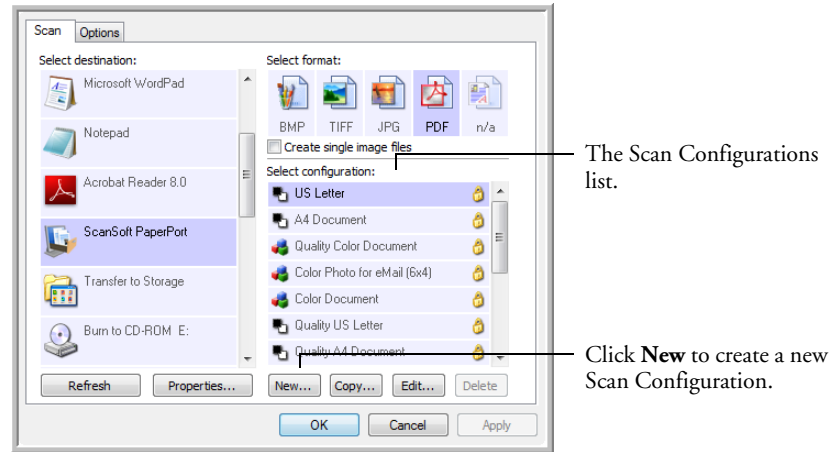 Scan Options
Select destination:
Microsoft WordPad
Notepad
Acrobat Reader 8.0
ScanSoft PaperPort
Transfer to Storage
Burn to CD-ROM E:
Refresh Properties...
Select format:
BMP TIFF JPG PDF n/a
Create single image files
Select configuration:
US Letter
A4 Document
Quality Color Document
Color Photo for eMail (6x4)
Color Document
Quality US Letter
Quality A4 Document
New... Copy... Edit... Delete
OK Cancel Apply
The Scan Configurations
list.
Click New to create a new
Scan Configuration.